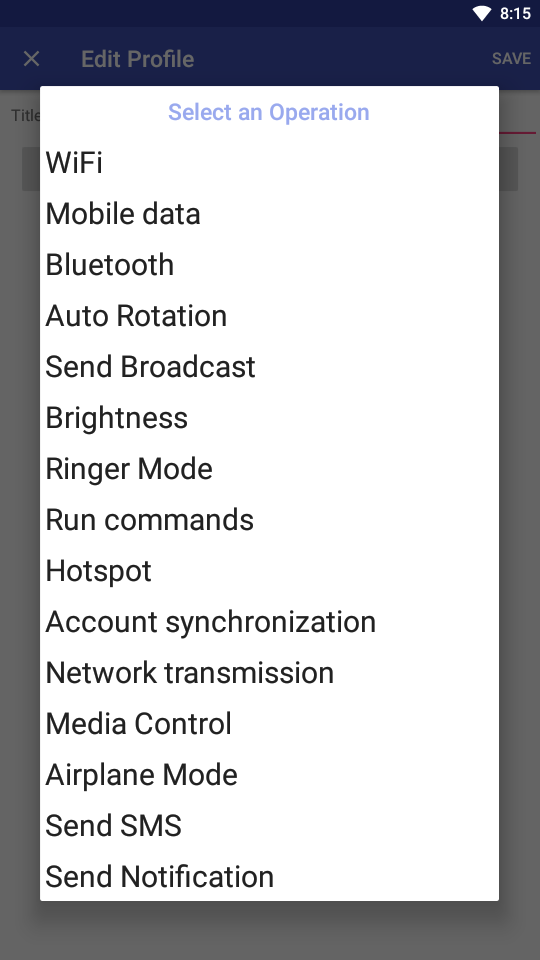 8:15
Edit Profile
SAVE
Title
Select an Operation
WiFi
Mobile data
Bluetooth
Auto Rotation
Send Broadcast
Brightness
Ringer Mode
Run commands
Hotspot
Account synchronization
Network transmission
Media Control
Airplane Mode
Send SMS
Send Notification